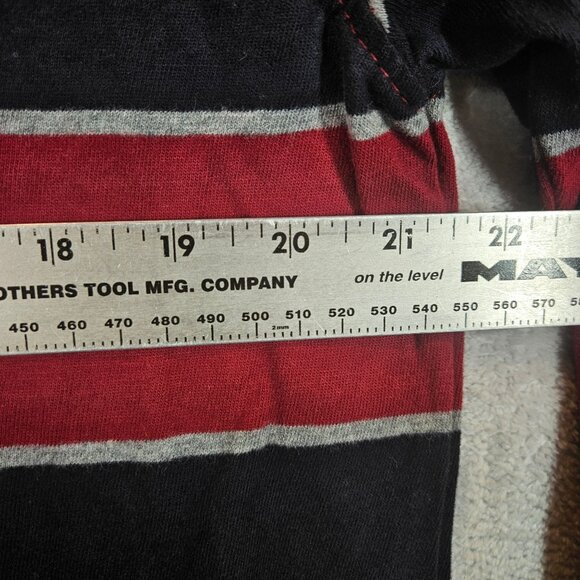 18 19 20 21 22
OTHERS TOOL MFG. COMPANY on the level MAY
450 460 470 480 490 500 2mm 510 520 530 540 550 560 570